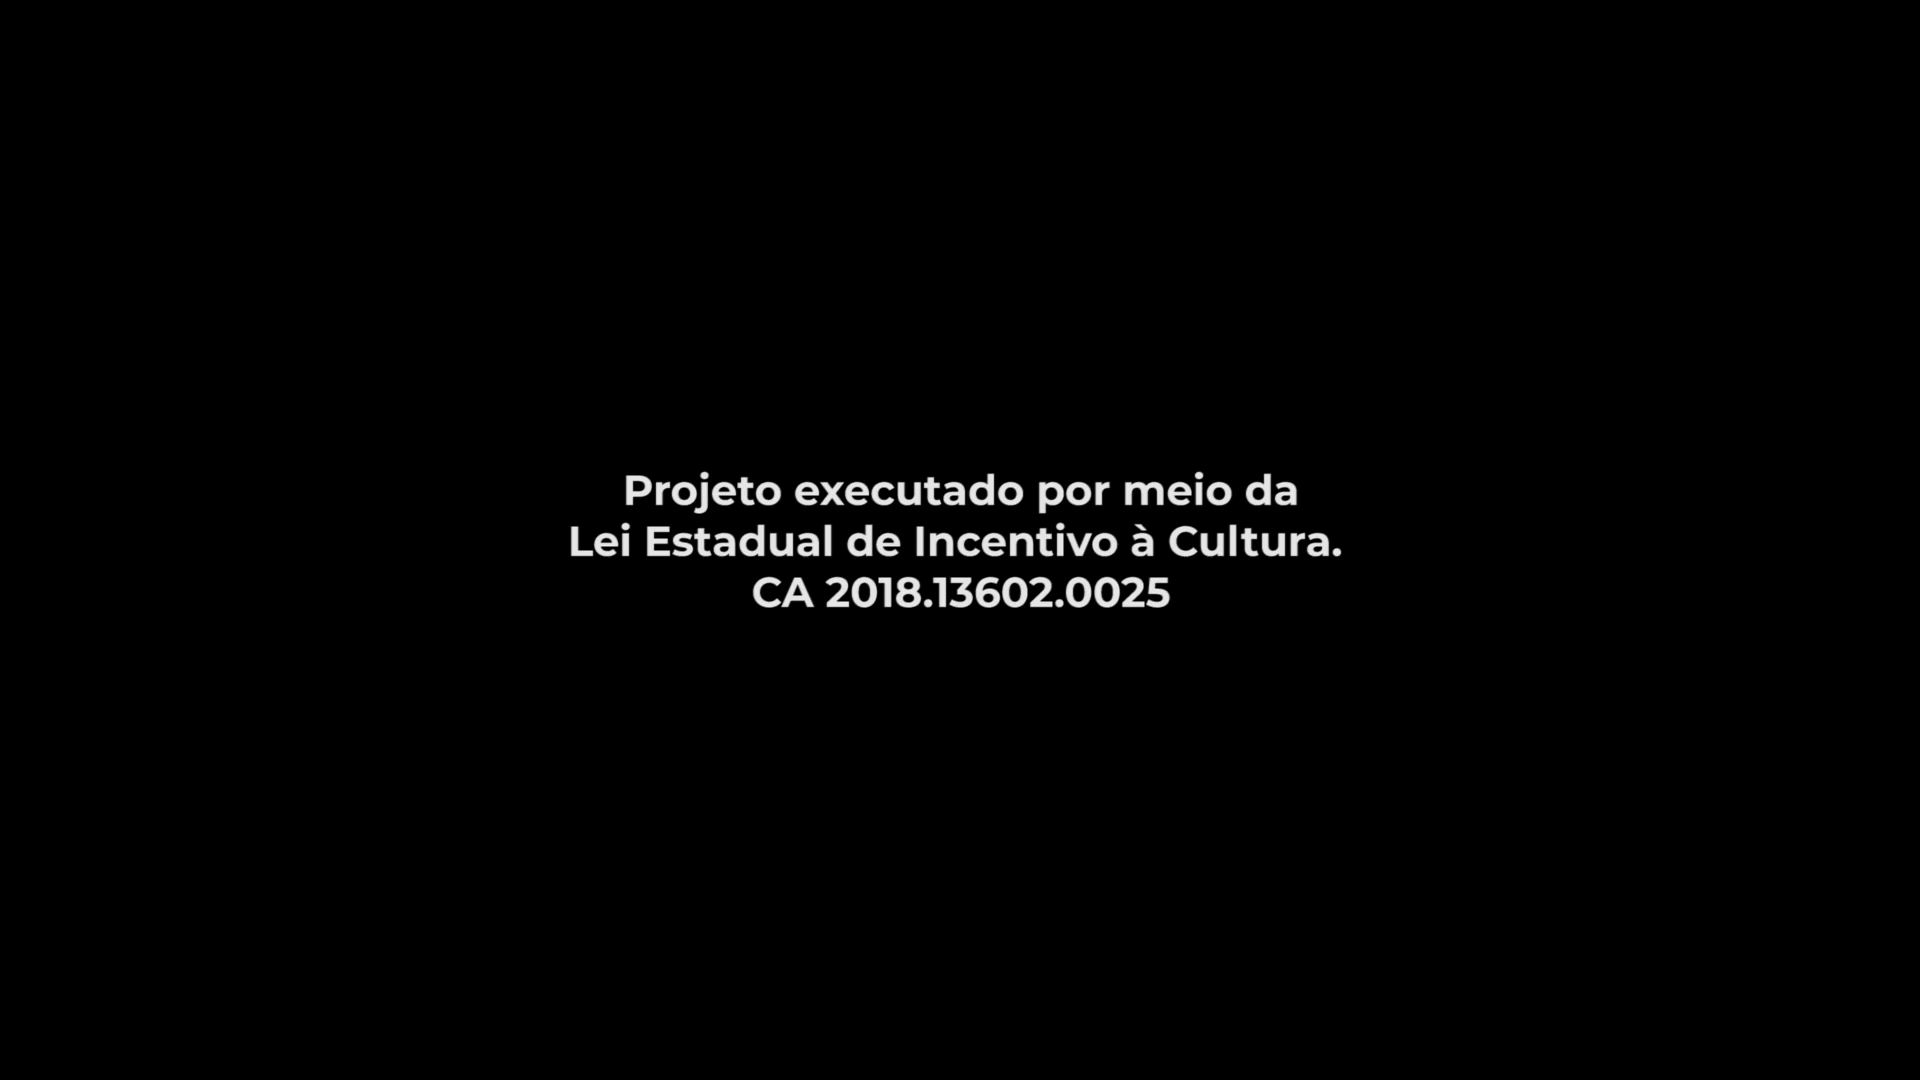 Projeto executado por meio da
Lei Estadual de Incentivo à Cultura.
CA 2018.13602.0025